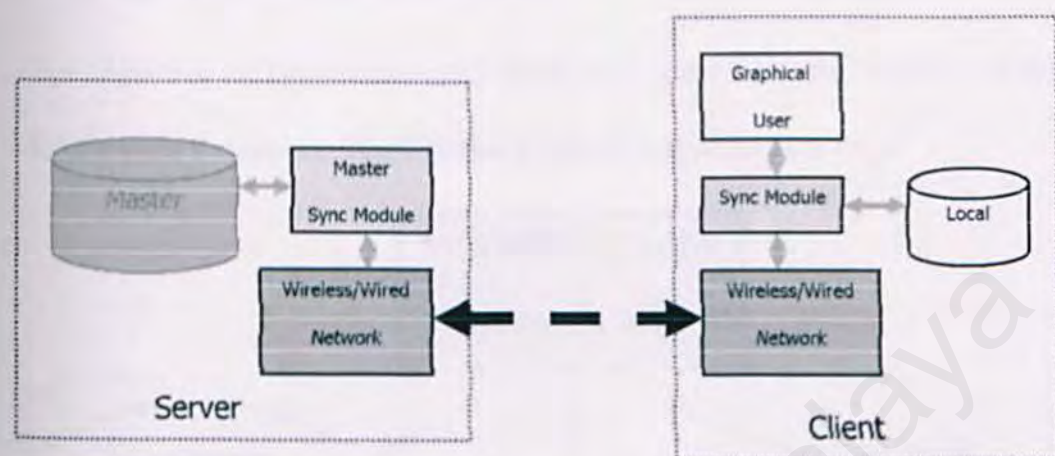 Master
Master
Sync Module
Wireless/Wired
Network
Server
Graphical
User
Sync Module
Local
Wireless/Wired
Network
Client